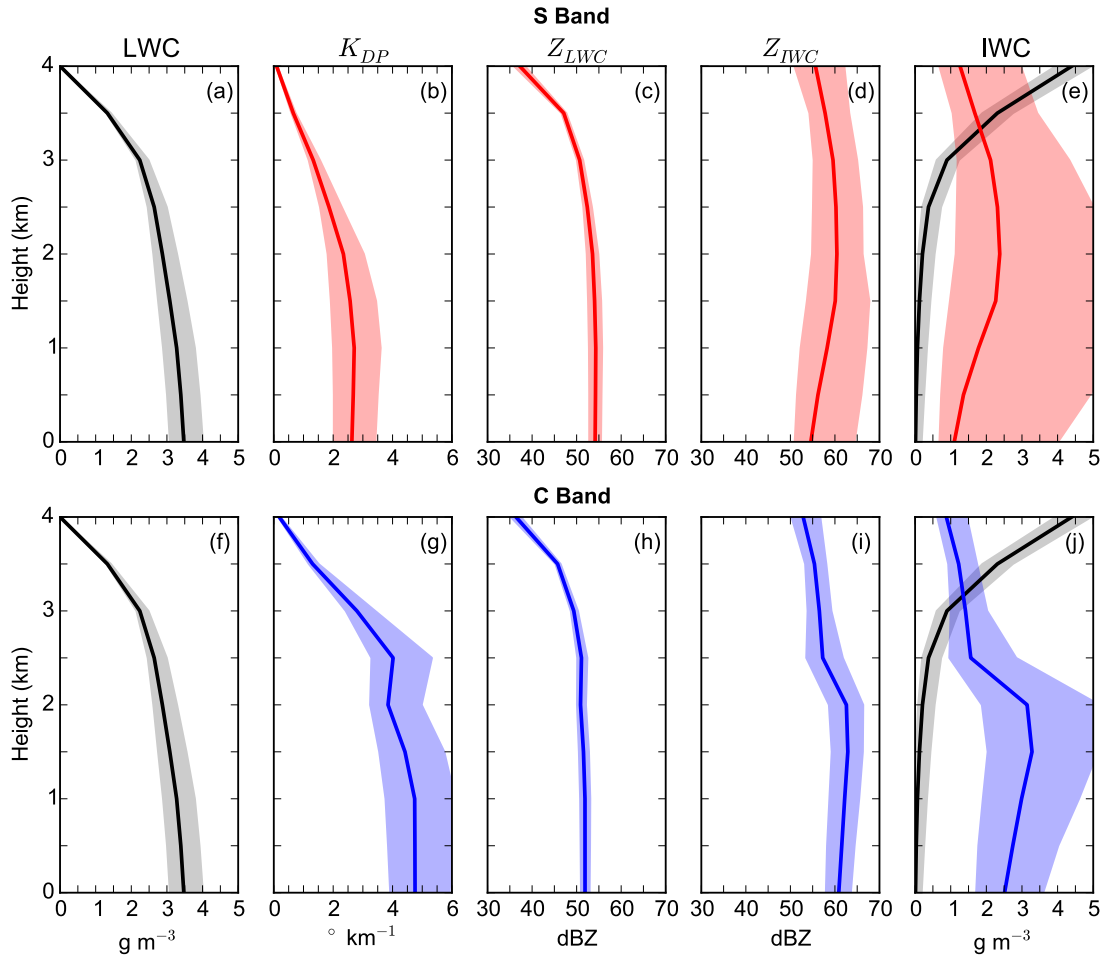 S Band
LWC K_DP Z_LWC Z_IWC IWC
(a) (b) (c) (d) (e)
4
3
2
1
0
Height (km)
0 1 2 3 4 5 0 2 4 6 30 40 50 60 70 30 40 50 60 70 0 1 2 3 4 5
C Band
(f) (g) (h) (i) (j)
4
3
2
1
0
Height (km)
0 1 2 3 4 5 0 2 4 6 30 40 50 60 70 30 40 50 60 70 0 1 2 3 4 5
g m⁻³ ° km⁻¹ dBZ dBZ g m⁻³